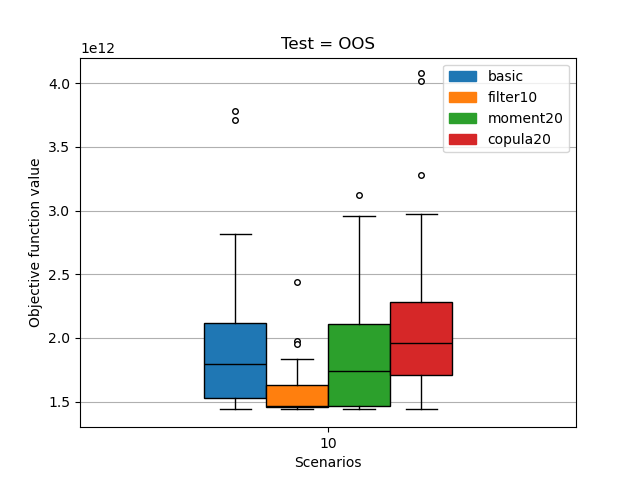 Test = OOS
1e12
4.0
3.5
3.0
2.5
2.0
1.5
Objective function value
basic
filter10
moment20
copula20
10
Scenarios